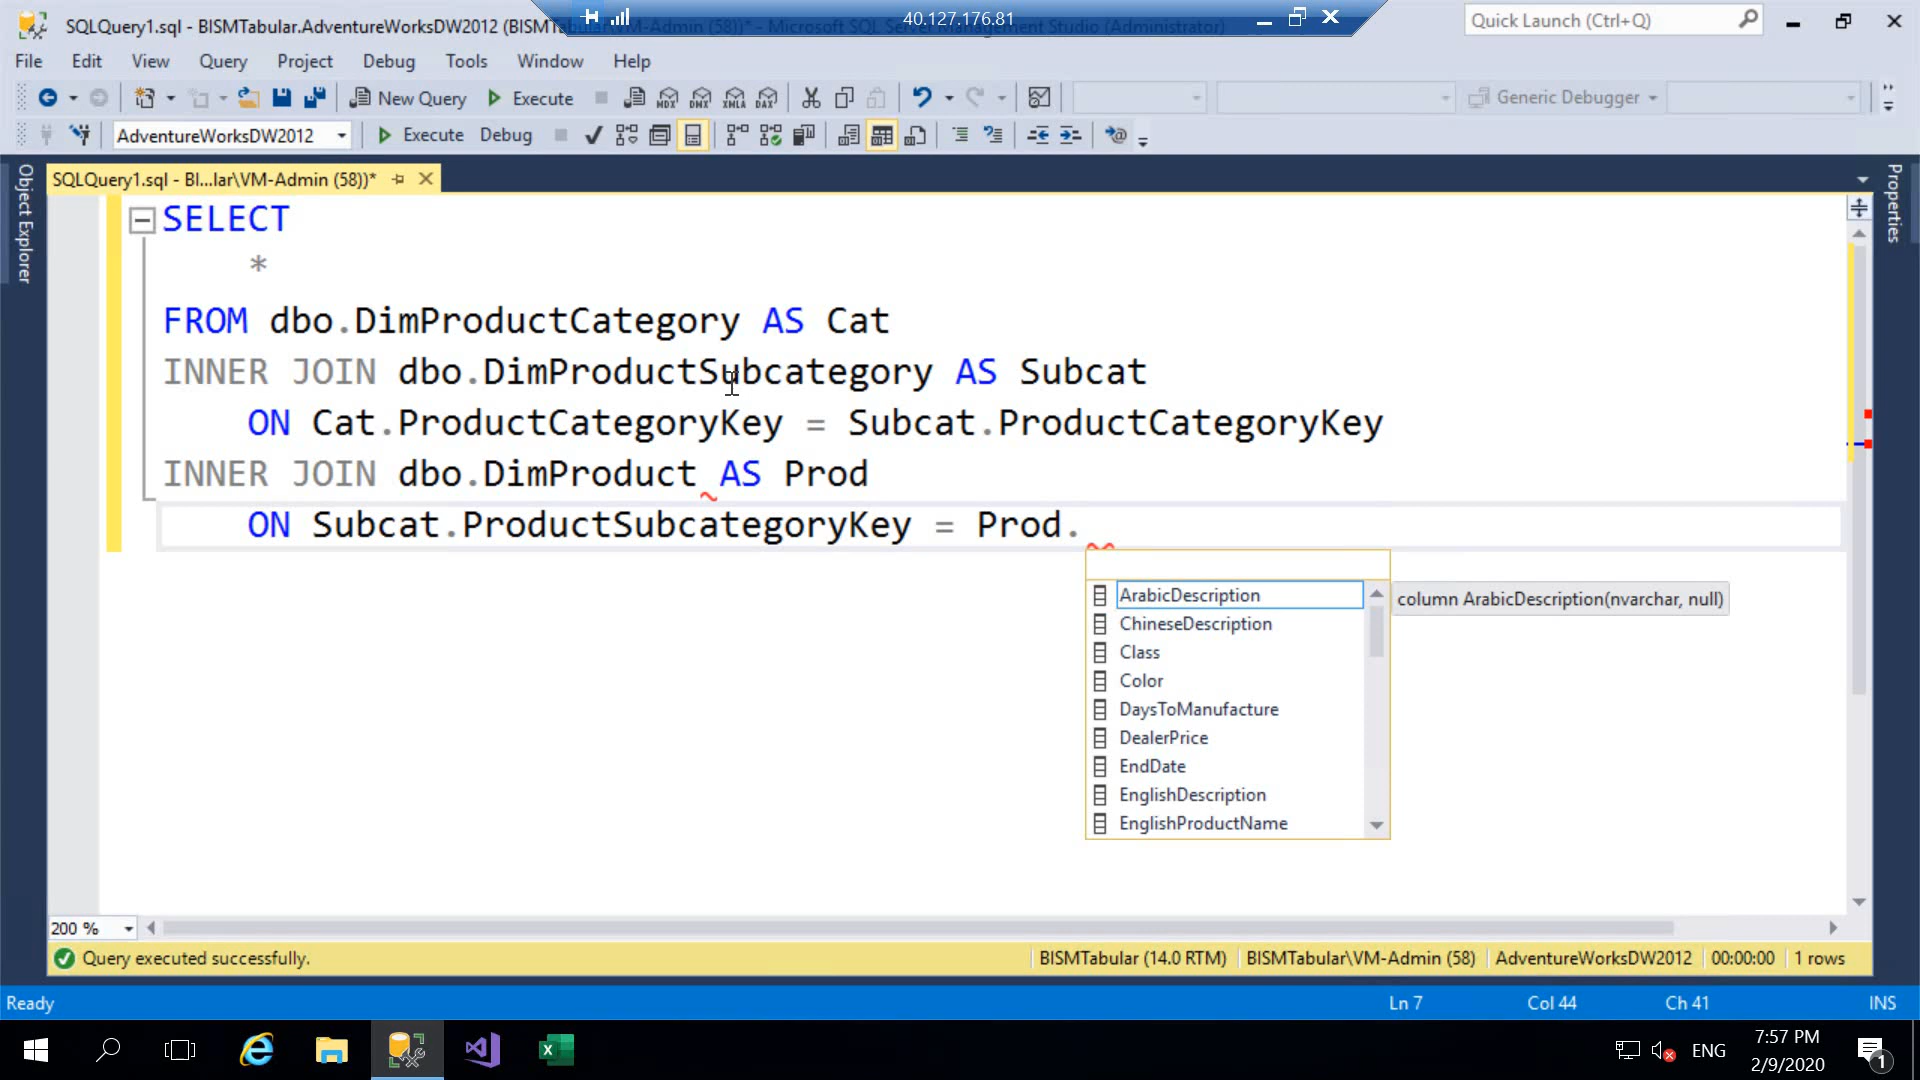 SQLQuery1.sql - BISMTabular.AdventureWorksDW2012 (BISMTabular\VM-Admin (58))* - Microsoft SQL Server Management Studio (Administrator)
40.127.176.81
Quick Launch (Ctrl+Q)
File Edit View Query Project Debug Tools Window Help
New Query Execute MDX DMX XMLA DAX Generic Debugger
AdventureWorksDW2012 Execute Debug
Object Explorer
SQLQuery1.sql - BI...lar\VM-Admin (58))*
Properties
SELECT
*
FROM dbo.DimProductCategory AS Cat
INNER JOIN dbo.DimProductSubcategory AS Subcat
ON Cat.ProductCategoryKey = Subcat.ProductCategoryKey
INNER JOIN dbo.DimProduct AS Prod
ON Subcat.ProductSubcategoryKey = Prod.
ArabicDescription
column ArabicDescription(nvarchar, null)
ChineseDescription
Class
Color
DaysToManufacture
DealerPrice
EndDate
EnglishDescription
EnglishProductName
200 %
Query executed successfully. BISMTabular (14.0 RTM) BISMTabular\VM-Admin (58) AdventureWorksDW2012 00:00:00 1 rows
Ready Ln 7 Col 44 Ch 41 INS
ENG
7:57 PM
2/9/2020
1